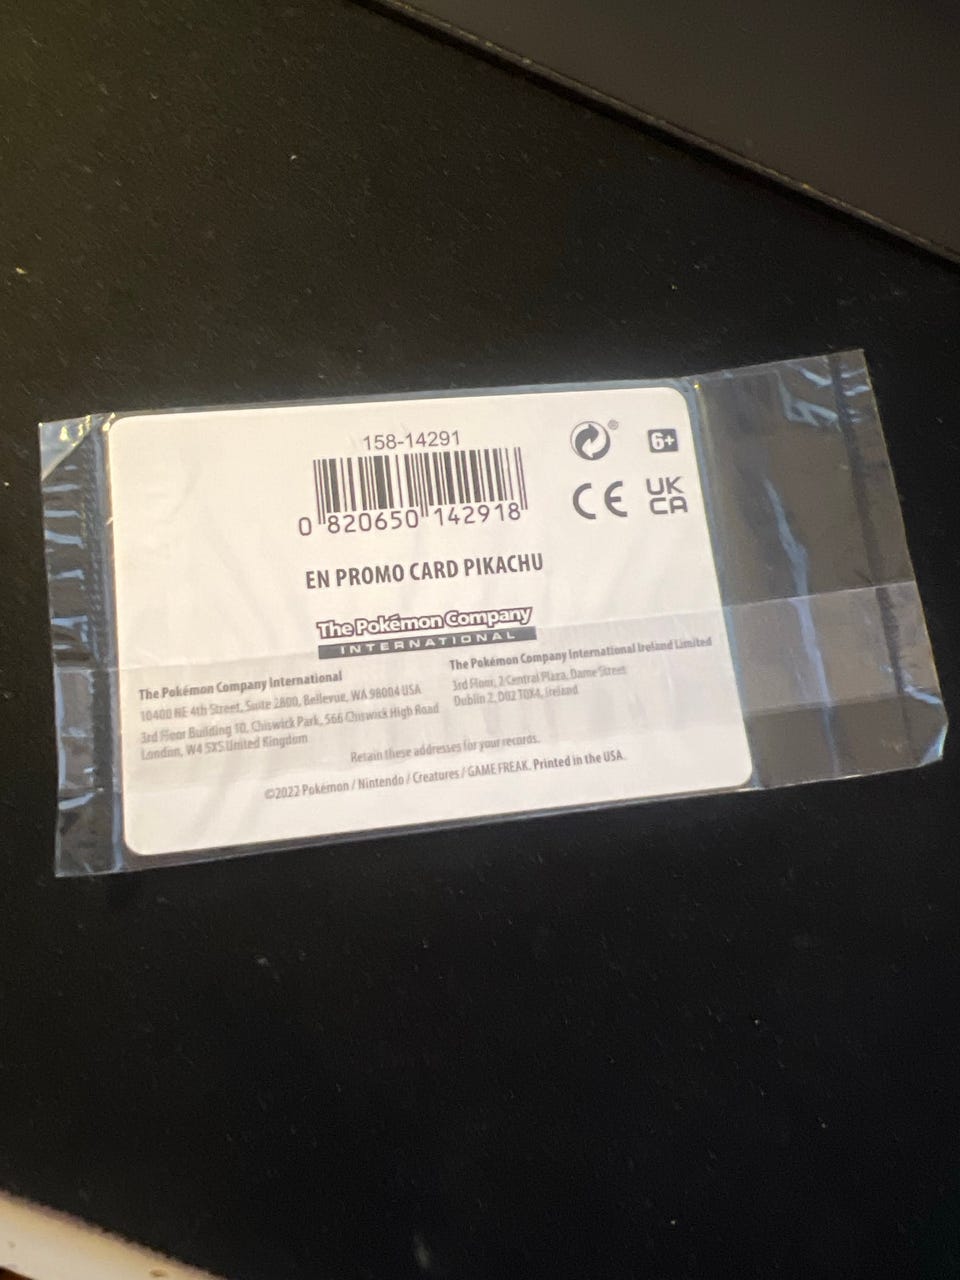 158-14291
0 820650 142918
6+
CE
UK
CA
EN PROMO CARD PIKACHU
The Pokémon Company
INTERNATIONAL
The Pokémon Company International
10400 NE 4th Street, Suite 2800, Bellevue, WA 98004 USA
3rd Floor Building 10, Chiswick Park, 566 Chiswick High Road
London, W4 5XS United Kingdom
The Pokémon Company International Ireland Limited
3rd Floor, 2 Central Plaza, Dame Street
Dublin 2, D02 T0X4, Ireland
Retain these addresses for your records.
©2022 Pokémon / Nintendo / Creatures / GAME FREAK. Printed in the USA.